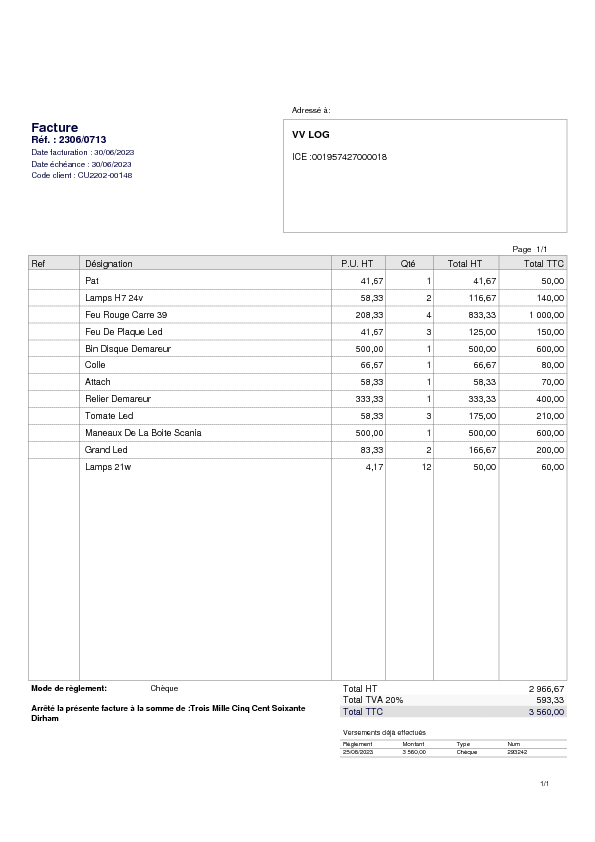 Adressé à:
Facture
Réf. : 2306/0713
Date facturation : 30/06/2023
Date échéance : 30/06/2023
Code client : CU2202-00148
VV LOG
ICE :001957427000018
Page 1/1
Ref Désignation P.U. HT Qté Total HT Total TTC
Pat 41,67 1 41,67 50,00
Lamps H7 24v 58,33 2 116,67 140,00
Feu Rouge Carre 39 208,33 4 833,33 1 000,00
Feu De Plaque Led 41,67 3 125,00 150,00
Bin Disque Demareur 500,00 1 500,00 600,00
Colle 66,67 1 66,67 80,00
Attach 58,33 1 58,33 70,00
Relier Demareur 333,33 1 333,33 400,00
Tomate Led 58,33 3 175,00 210,00
Maneaux De La Boite Scania 500,00 1 500,00 600,00
Grand Led 83,33 2 166,67 200,00
Lamps 21w 4,17 12 50,00 60,00
Mode de règlement: Chèque
Total HT 2 966,67
Total TVA 20% 593,33
Total TTC 3 560,00
Arrêté la présente facture à la somme de :Trois Mille Cinq Cent Soixante
Dirham
Versements déjà effectués
Règlement Montant Type Num
25/08/2023 3 560,00 Chèque 293242
1/1